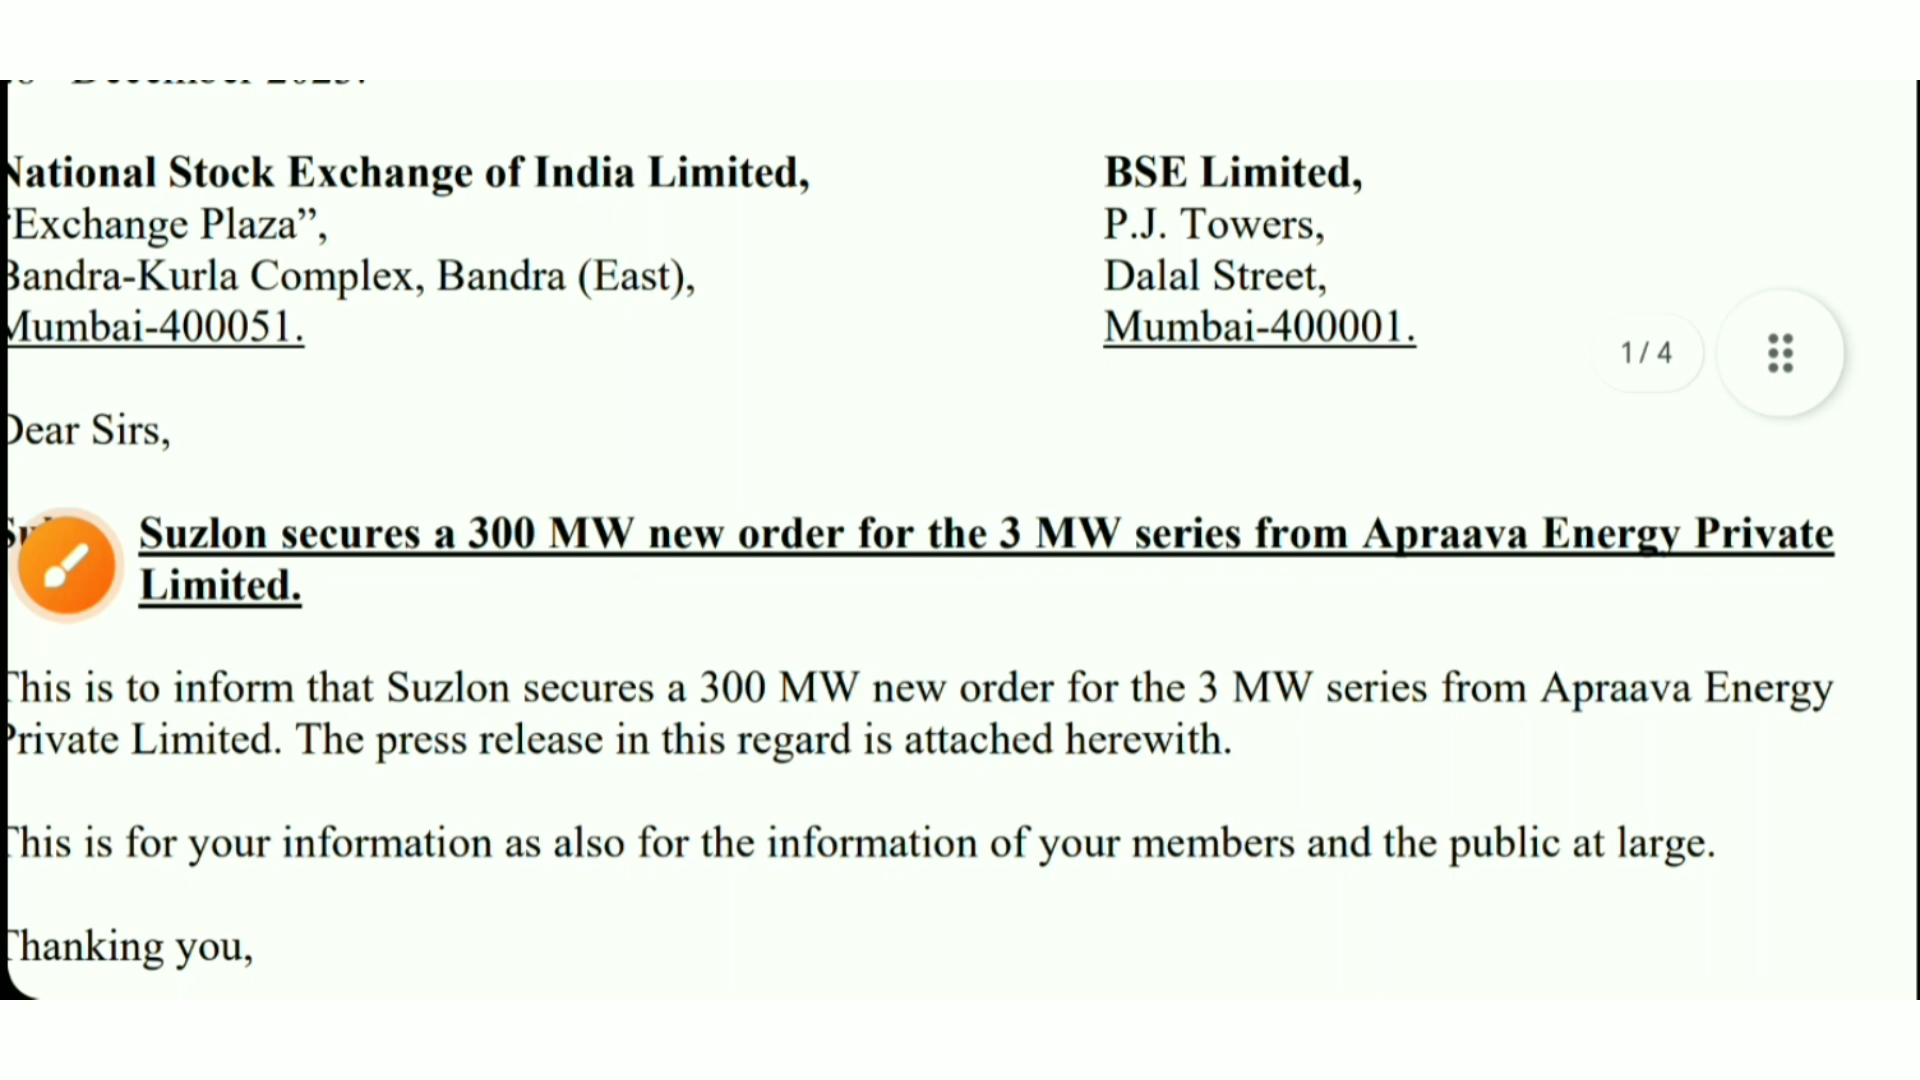 December 2023.
National Stock Exchange of India Limited,
"Exchange Plaza”,
Bandra-Kurla Complex, Bandra (East),
Mumbai-400051.
BSE Limited,
P.J. Towers,
Dalal Street,
Mumbai-400001.
1 / 4
Dear Sirs,
Suzlon secures a 300 MW new order for the 3 MW series from Apraava Energy Private
Limited.
This is to inform that Suzlon secures a 300 MW new order for the 3 MW series from Apraava Energy
Private Limited. The press release in this regard is attached herewith.
This is for your information as also for the information of your members and the public at large.
Thanking you,